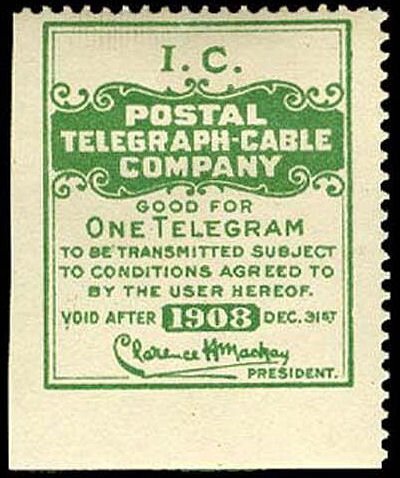 I. C.
POSTAL
TELEGRAPH-CABLE
COMPANY
GOOD FOR
ONE TELEGRAM
TO BE TRANSMITTED SUBJECT
TO CONDITIONS AGREED TO
BY THE USER HEREOF.
VOID AFTER 1908 DEC. 31ST
Clarence H Mackay
PRESIDENT.